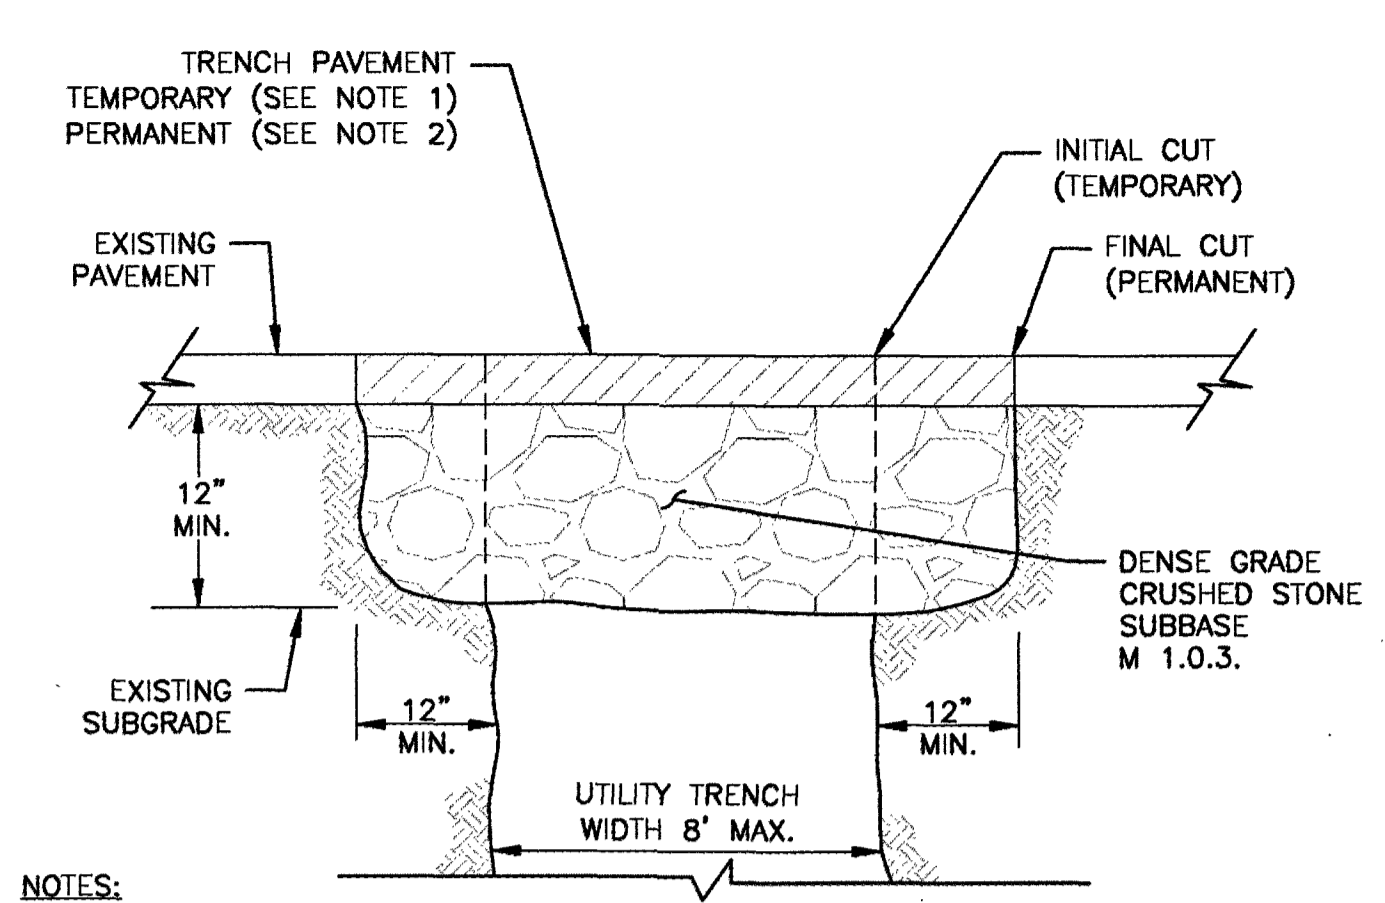 TRENCH PAVEMENT
TEMPORARY (SEE NOTE 1)
PERMANENT (SEE NOTE 2)
INITIAL CUT
(TEMPORARY)
EXISTING
PAVEMENT
FINAL CUT
(PERMANENT)
12"
MIN.
DENSE GRADE
CRUSHED STONE
SUBBASE
M 1.0.3.
EXISTING
SUBGRADE
12"
MIN.
12"
MIN.
UTILITY TRENCH
WIDTH 8' MAX.
NOTES: